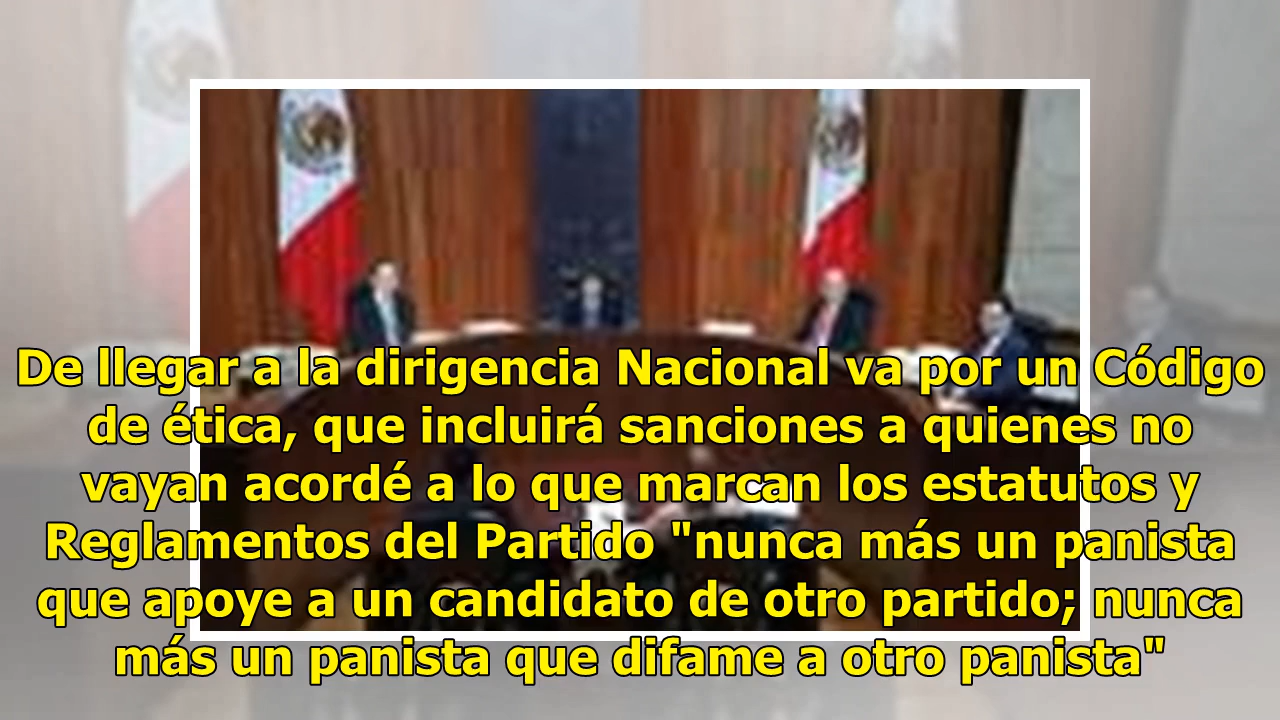 De llegar a la dirigencia Nacional va por un Código
de ética, que incluirá sanciones a quienes no
vayan acordé a lo que marcan los estatutos y
Reglamentos del Partido "nunca más un panista
que apoye a un candidato de otro partido; nunca
más un panista que difame a otro panista"